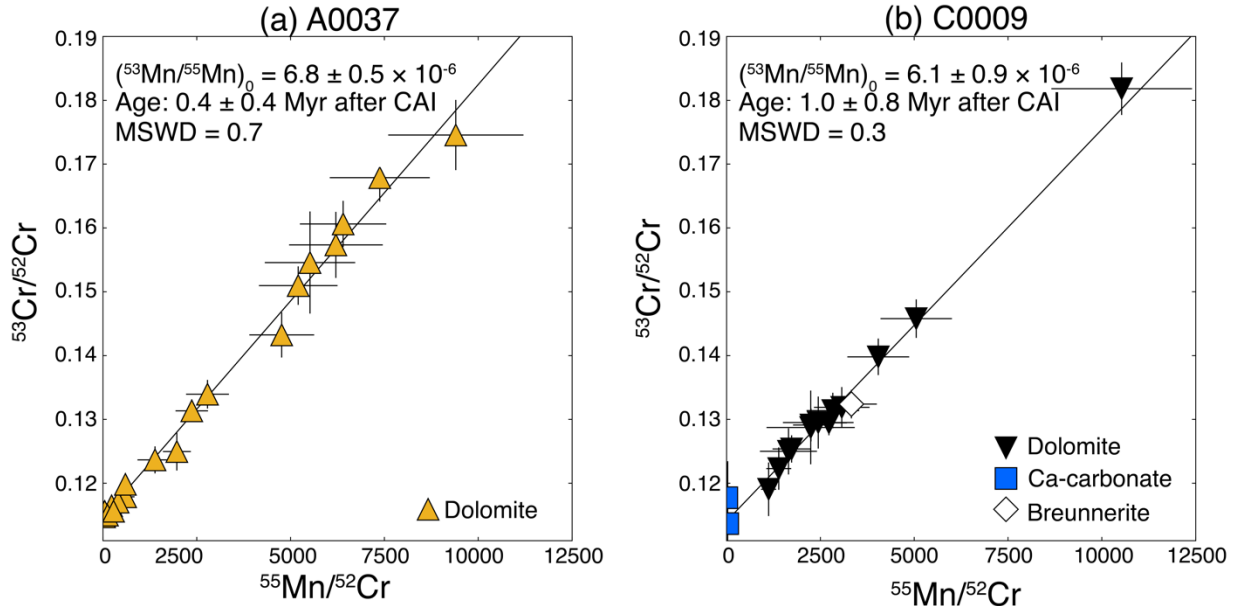 (a) A0037
0.19
0.18
0.17
0.16
0.15
0.14
0.13
0.12
⁵³Cr/⁵²Cr
(⁵³Mn/⁵⁵Mn)₀ = 6.8 ± 0.5 × 10⁻⁶
Age: 0.4 ± 0.4 Myr after CAI
MSWD = 0.7
Dolomite
0 2500 5000 7500 10000 12500
⁵⁵Mn/⁵²Cr
(b) C0009
0.19
0.18
0.17
0.16
0.15
0.14
0.13
0.12
⁵³Cr/⁵²Cr
(⁵³Mn/⁵⁵Mn)₀ = 6.1 ± 0.9 × 10⁻⁶
Age: 1.0 ± 0.8 Myr after CAI
MSWD = 0.3
Dolomite
Ca-carbonate
Breunnerite
0 2500 5000 7500 10000 12500
⁵⁵Mn/⁵²Cr